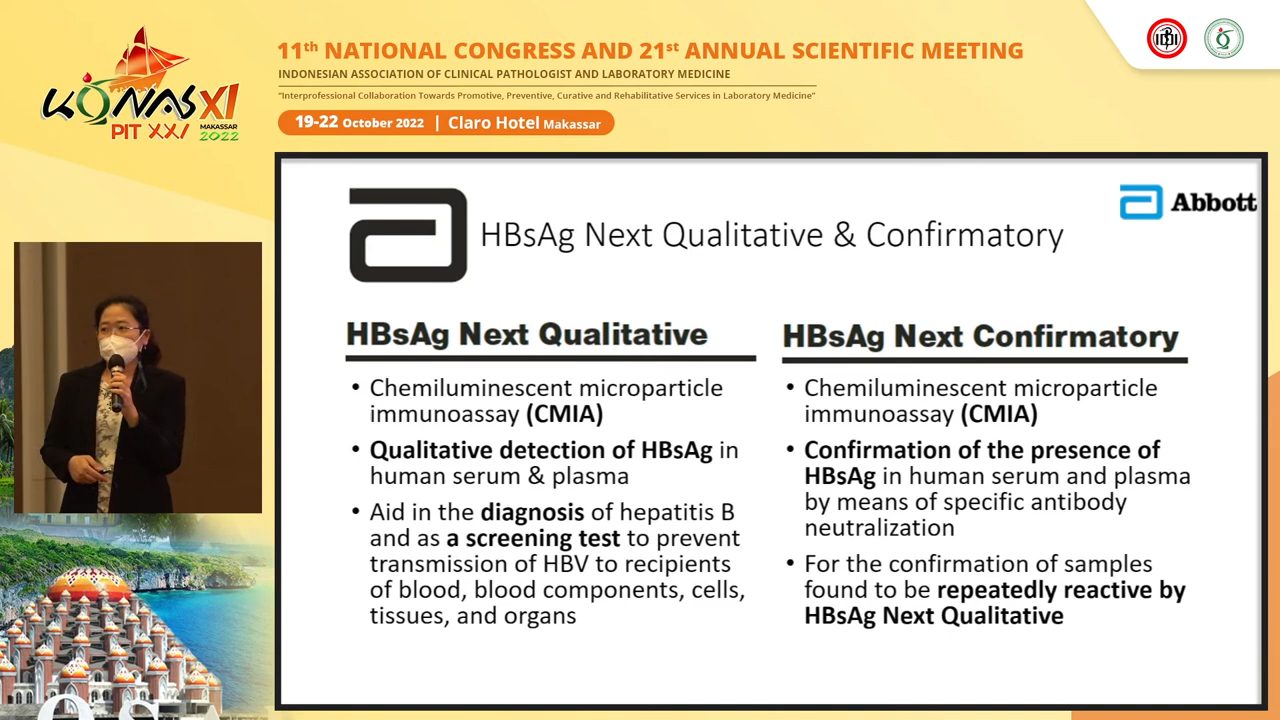 11th NATIONAL CONGRESS AND 21st ANNUAL SCIENTIFIC MEETING
INDONESIAN ASSOCIATION OF CLINICAL PATHOLOGIST AND LABORATORY MEDICINE
"Interprofessional Collaboration Towards Promotive, Preventive, Curative and Rehabilitative Services in Laboratory Medicine"
19-22 October 2022 | Claro Hotel Makassar
KONAS XI
PIT XXI
MAKASSAR
2022
Abbott
HBsAg Next Qualitative & Confirmatory
HBsAg Next Qualitative
• Chemiluminescent microparticle
immunoassay (CMIA)
• Qualitative detection of HBsAg in
human serum & plasma
• Aid in the diagnosis of hepatitis B
and as a screening test to prevent
transmission of HBV to recipients
of blood, blood components, cells,
tissues, and organs
HBsAg Next Confirmatory
• Chemiluminescent microparticle
immunoassay (CMIA)
• Confirmation of the presence of
HBsAg in human serum and plasma
by means of specific antibody
neutralization
• For the confirmation of samples
found to be repeatedly reactive by
HBsAg Next Qualitative